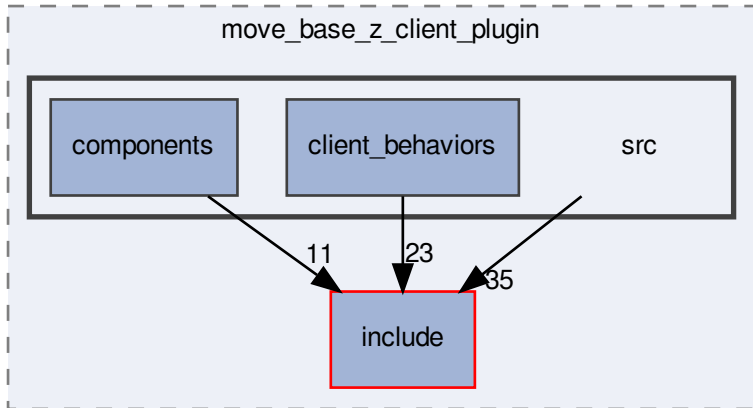 move_base_z_client_plugin
components
client_behaviors
src
11
23
35
include